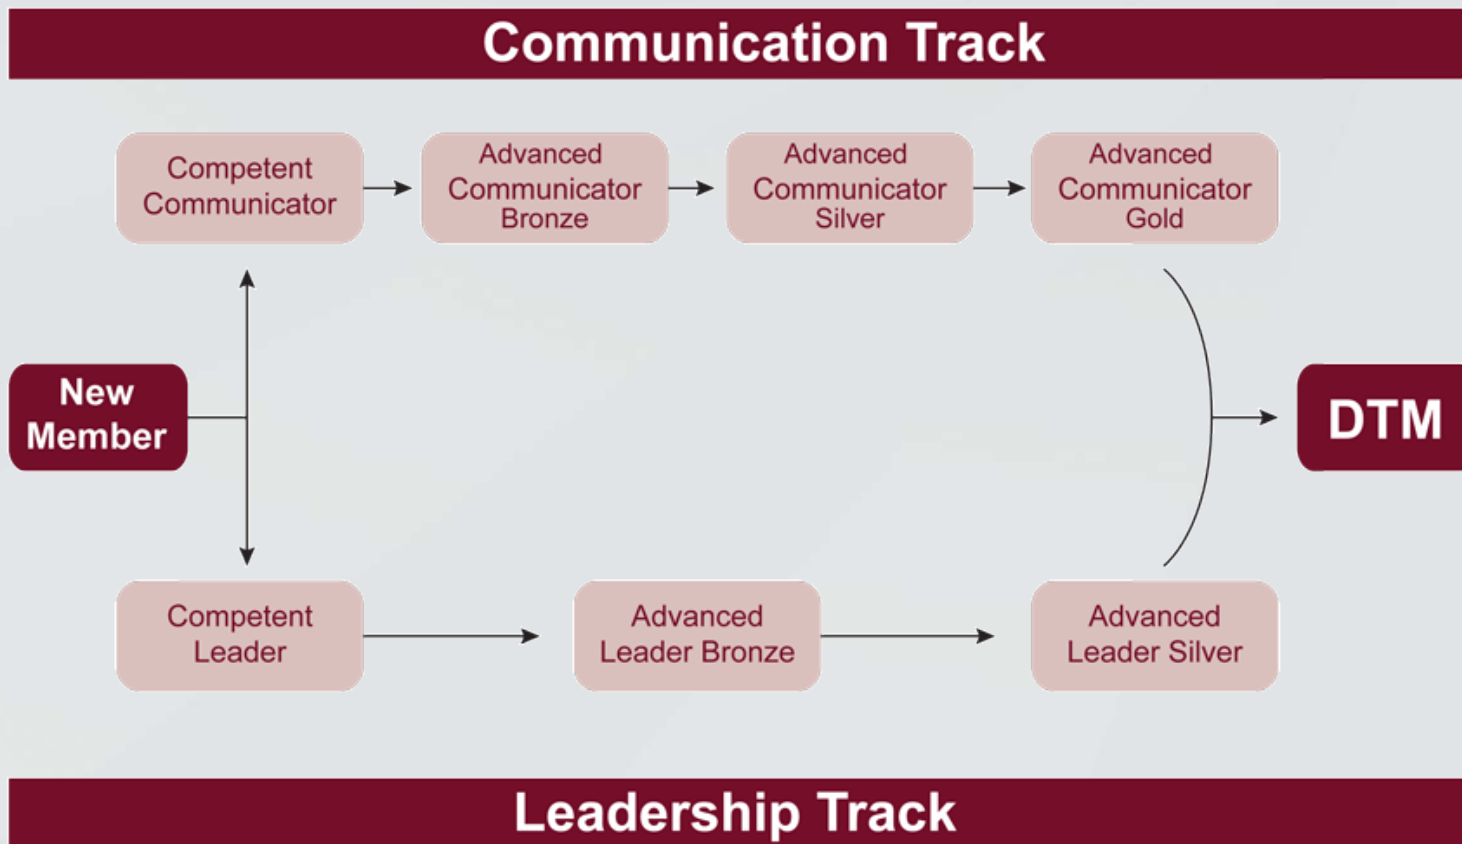 Communication Track
Competent
Communicator
Advanced
Communicator
Bronze
Advanced
Communicator
Silver
Advanced
Communicator
Gold
New
Member
DTM
Competent
Leader
Advanced
Leader Bronze
Advanced
Leader Silver
Leadership Track